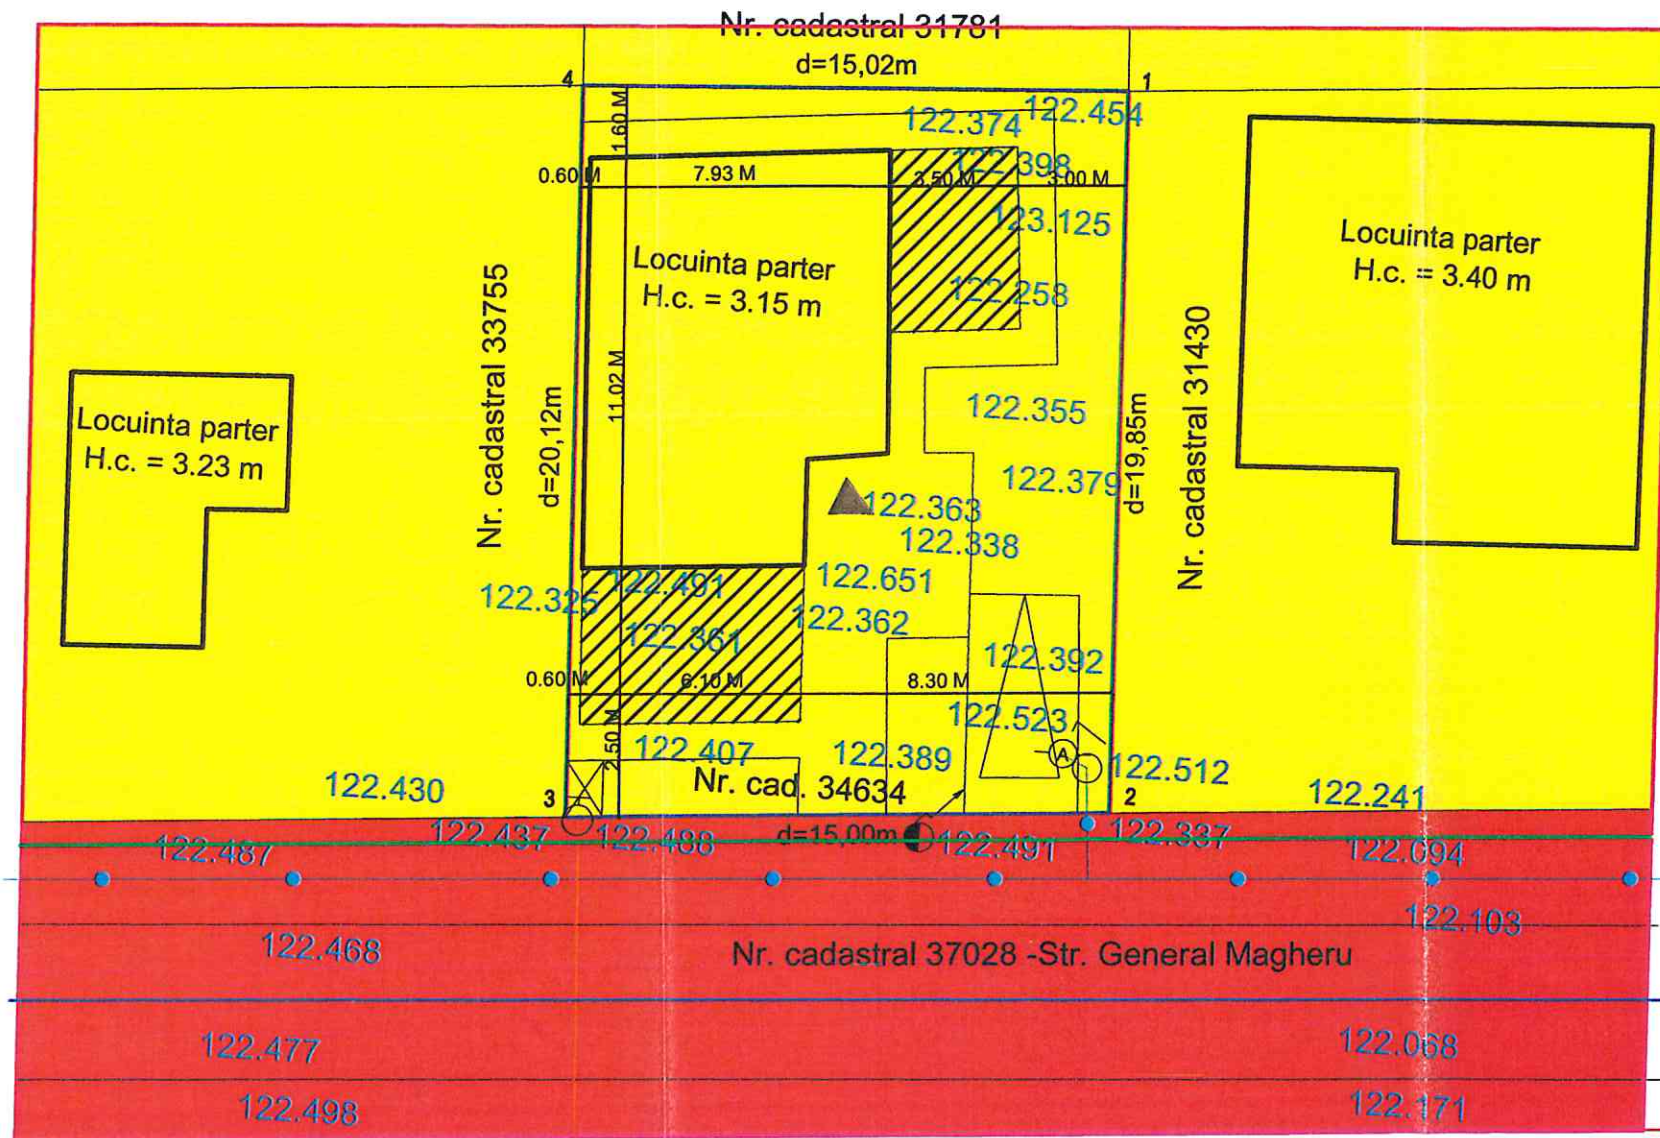 Nr. cadastral 31781
d=15,02m
4
1
1.60 M
122.374
122.454
122.398
0.60 M
7.93 M
3.50 M
3.00 M
123.125
Locuinta parter
H.c. = 3.15 m
122.258
Locuinta parter
H.c. = 3.40 m
Nr. cadastral 33755
d=20,12m
11.02 M
Nr. cadastral 31430
d=19,85m
Locuinta parter
H.c. = 3.23 m
122.355
122.379
122.363
122.338
122.325
122.491
122.651
122.361
122.362
122.392
0.60 M
6.10 M
8.30 M
122.523
2.50 M
122.407
122.389
A
122.512
122.430
3
Nr. cad. 34634
2
122.241
122.487
122.437
122.488
d=15,00m
122.491
122.337
122.094
122.103
122.468
Nr. cadastral 37028 -Str. General Magheru
122.477
122.068
122.498
122.171